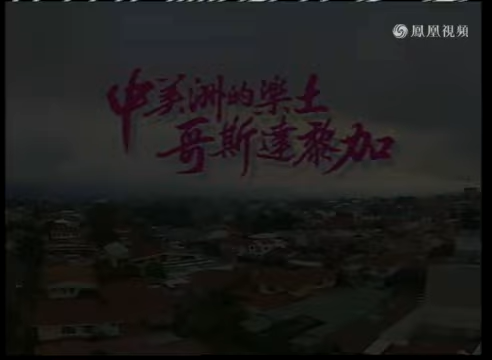 鳳凰視頻
中美洲的樂土
哥斯達黎加